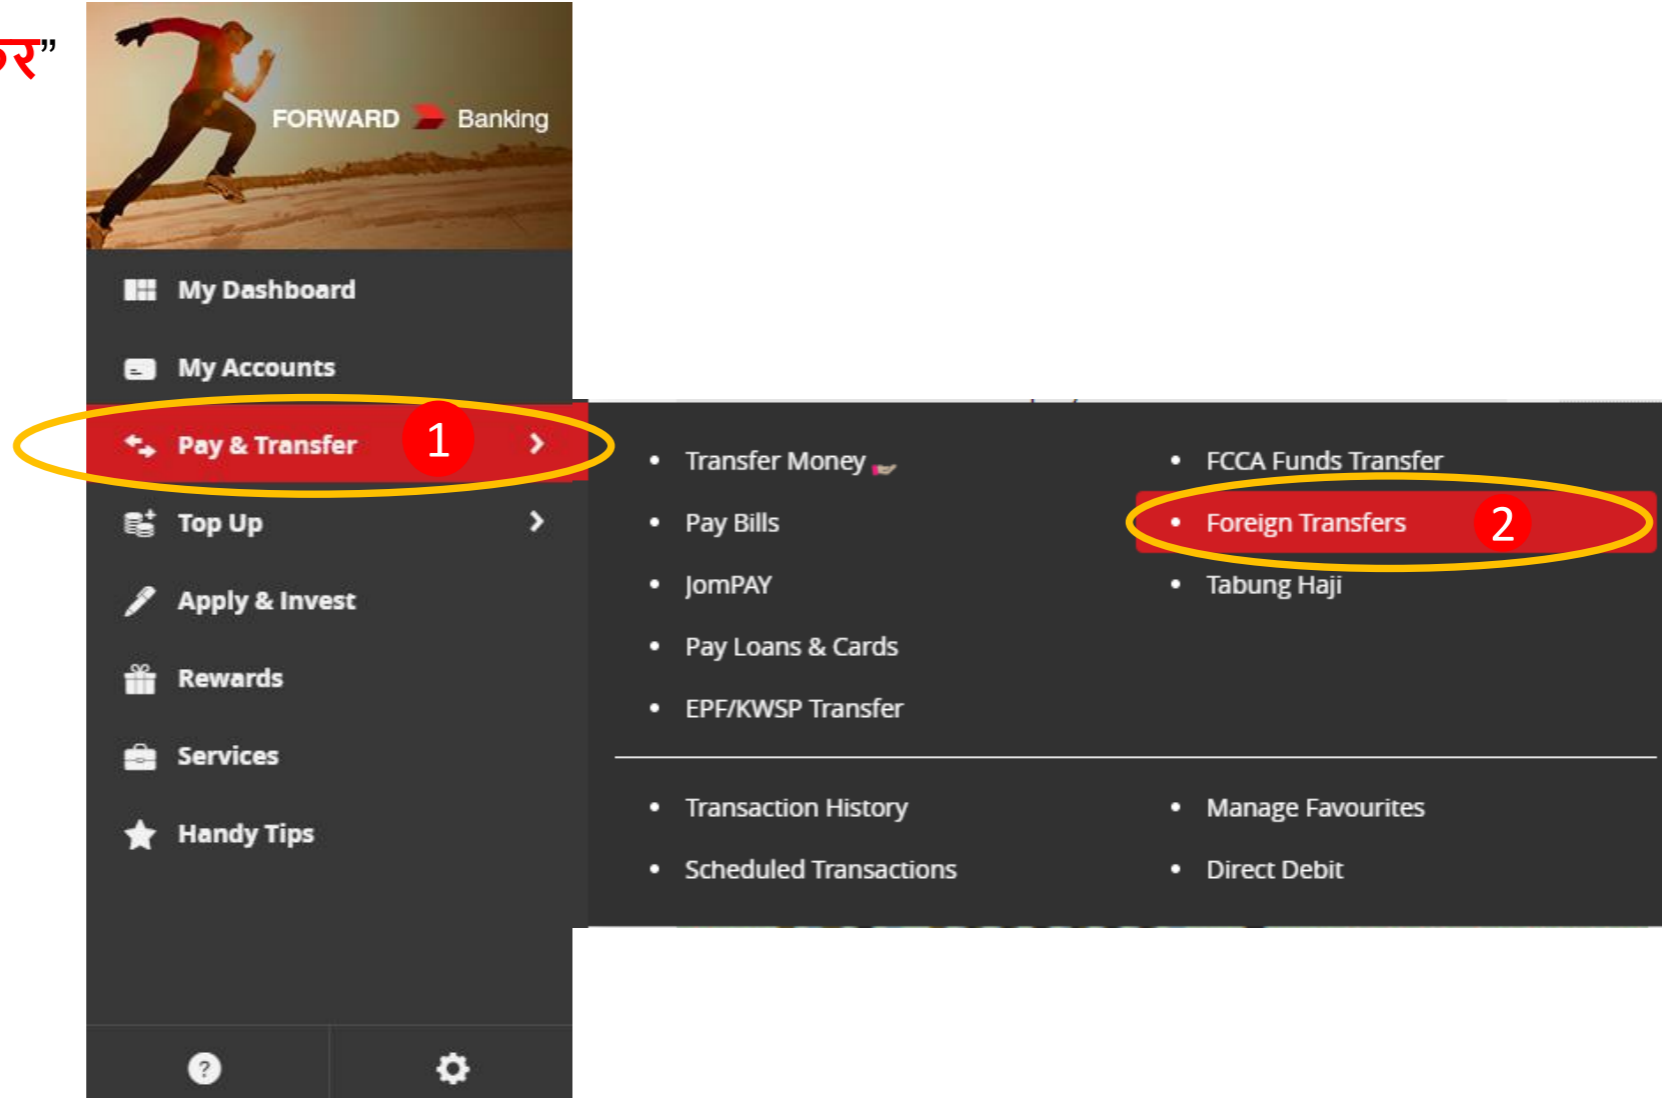 FORWARD Banking
My Dashboard
My Accounts
Pay & Transfer 1
Top Up
Apply & Invest
Rewards
Services
Handy Tips
Transfer Money
Pay Bills
JomPAY
Pay Loans & Cards
EPF/KWSP Transfer
FCCA Funds Transfer
Foreign Transfers 2
Tabung Haji
Transaction History
Scheduled Transactions
Manage Favourites
Direct Debit
?